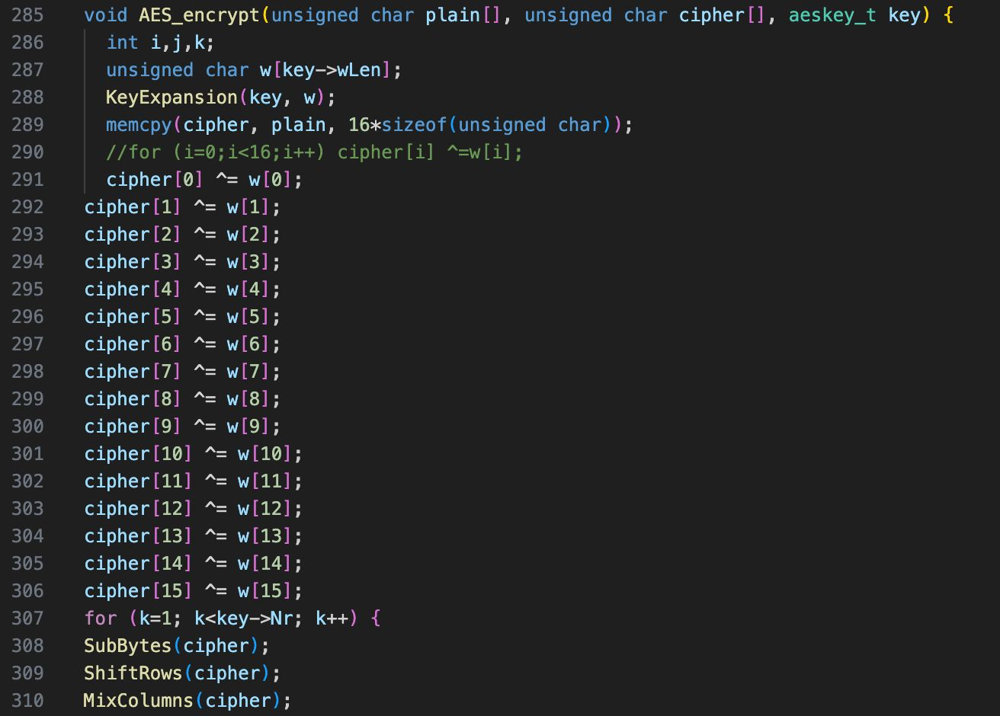 285 void AES_encrypt(unsigned char plain[], unsigned char cipher[], aeskey_t key) {
286 int i,j,k;
287 unsigned char w[key->wLen];
288 KeyExpansion(key, w);
289 memcpy(cipher, plain, 16*sizeof(unsigned char));
290 //for (i=0;i<16;i++) cipher[i] ^=w[i];
291 cipher[0] ^= w[0];
292 cipher[1] ^= w[1];
293 cipher[2] ^= w[2];
294 cipher[3] ^= w[3];
295 cipher[4] ^= w[4];
296 cipher[5] ^= w[5];
297 cipher[6] ^= w[6];
298 cipher[7] ^= w[7];
299 cipher[8] ^= w[8];
300 cipher[9] ^= w[9];
301 cipher[10] ^= w[10];
302 cipher[11] ^= w[11];
303 cipher[12] ^= w[12];
304 cipher[13] ^= w[13];
305 cipher[14] ^= w[14];
306 cipher[15] ^= w[15];
307 for (k=1; k<key->Nr; k++) {
308 SubBytes(cipher);
309 ShiftRows(cipher);
310 MixColumns(cipher);